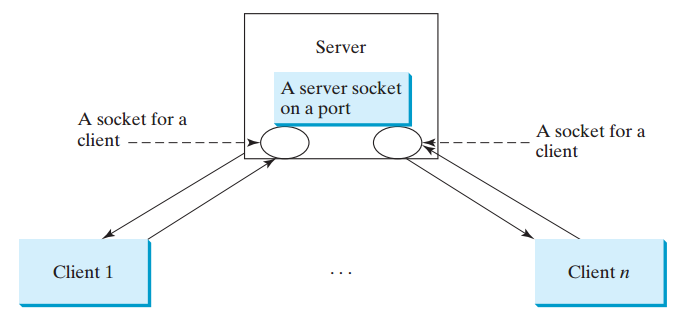 Server
A server socket
on a port
A socket for a
client
A socket for a
client
Client 1
. . .
Client n